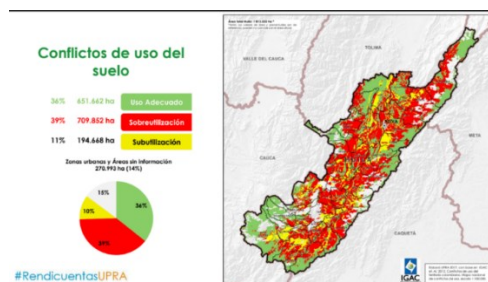 Conflictos de uso del
suelo
36% 651.662 ha Uso Adecuado
39% 709.852 ha Sobreutilización
11% 194.668 ha Subutilización
Zonas urbanas y Áreas sin información
270.993 ha (14%)
15%
10%
36%
39%
#RendicuentasUPRA
TOLIMA
VALLE DEL CAUCA
META
CAUCA
CAQUETA
IGAC